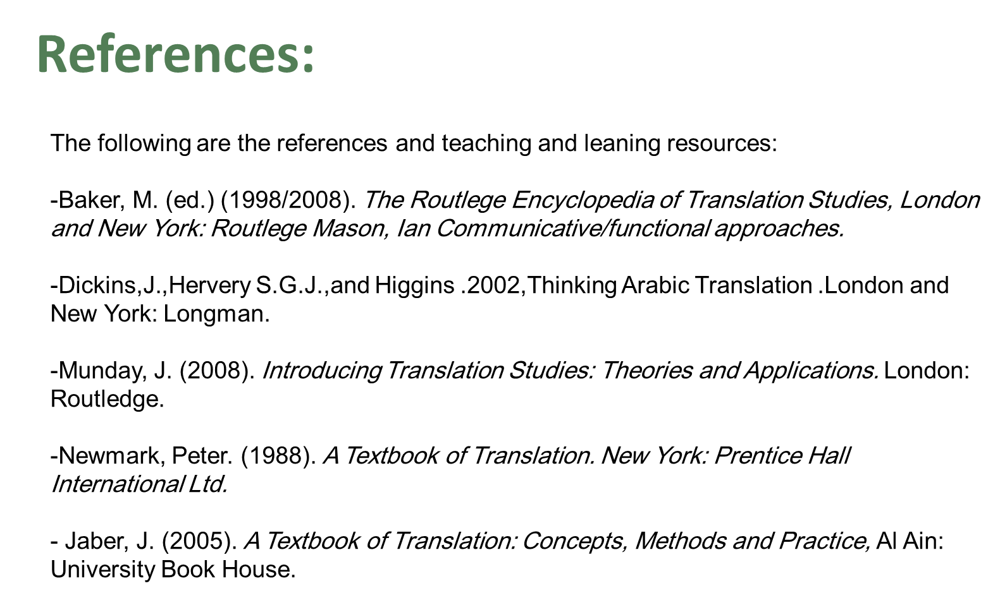 References:
The following are the references and teaching and leaning resources:
-Baker, M. (ed.) (1998/2008). The Routlege Encyclopedia of Translation Studies, London
and New York: Routlege Mason, Ian Communicative/functional approaches.
-Dickins,J.,Hervery S.G.J.,and Higgins .2002,Thinking Arabic Translation .London and
New York: Longman.
-Munday, J. (2008). Introducing Translation Studies: Theories and Applications. London:
Routledge.
-Newmark, Peter. (1988). A Textbook of Translation. New York: Prentice Hall
International Ltd.
- Jaber, J. (2005). A Textbook of Translation: Concepts, Methods and Practice, Al Ain:
University Book House.